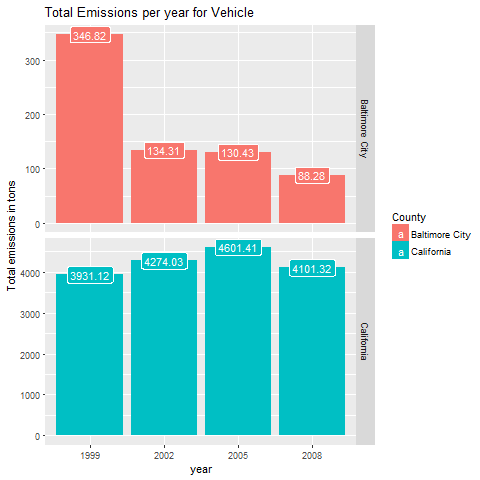 Total Emissions per year for Vehicle
Total emissions in tons
300
200
100
0
346.82
134.31
130.43
88.28
Baltimore City
4000
3000
2000
1000
0
3931.12
4274.03
4601.41
4101.32
California
1999
2002
2005
2008
year
County
a Baltimore City
a California